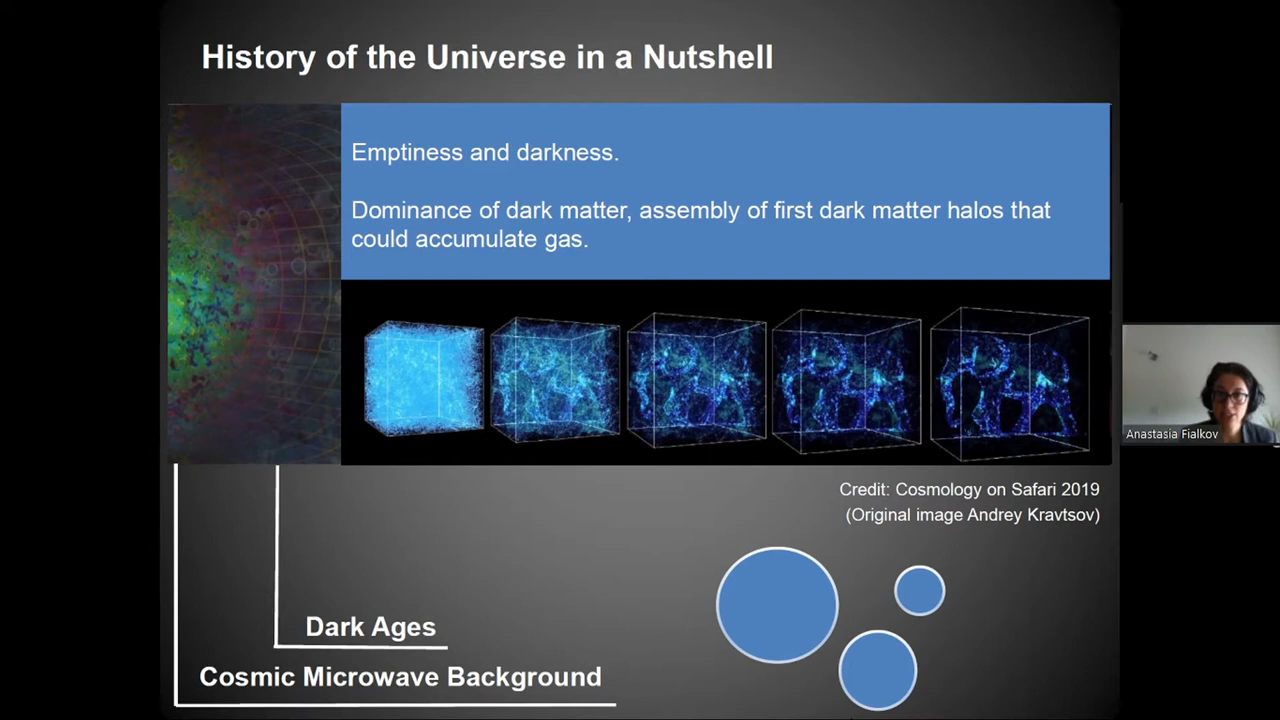 History of the Universe in a Nutshell
Emptiness and darkness.
Dominance of dark matter, assembly of first dark matter halos that
could accumulate gas.
Anastasia Fialkov
Credit: Cosmology on Safari 2019
(Original image Andrey Kravtsov)
Dark Ages
Cosmic Microwave Background